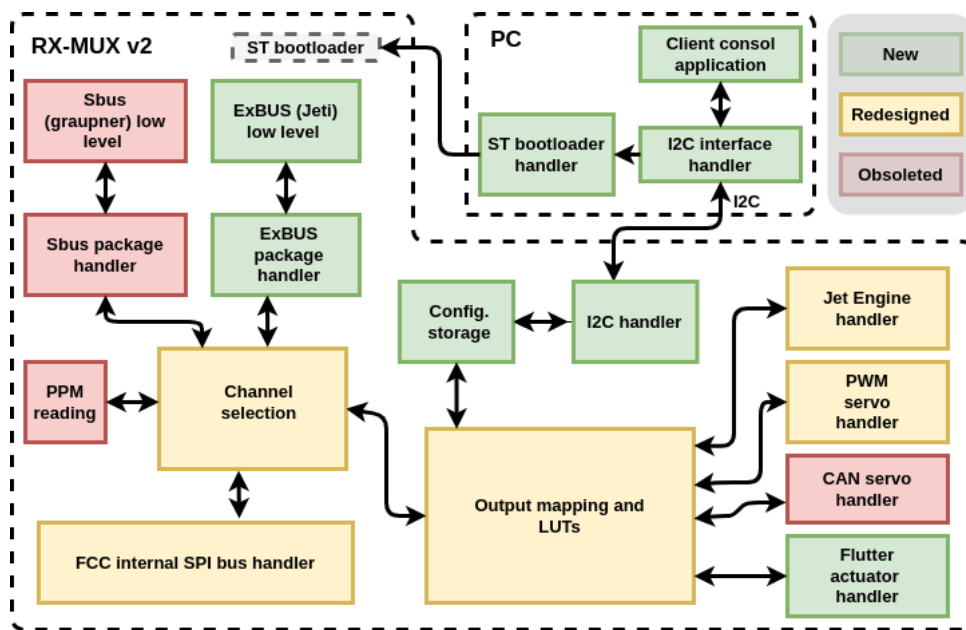 RX-MUX v2
ST bootloader
PC
Client consol
application
New
Redesigned
Obsoleted
Sbus
(graupner) low
level
ExBUS (Jeti)
low level
ST bootloader
handler
I2C interface
handler
I2C
Sbus package
handler
ExBUS
package
handler
Config.
storage
I2C handler
Jet Engine
handler
PPM
reading
Channel
selection
PWM
servo
handler
CAN servo
handler
Output mapping and
LUTs
FCC internal SPI bus handler
Flutter
actuator
handler